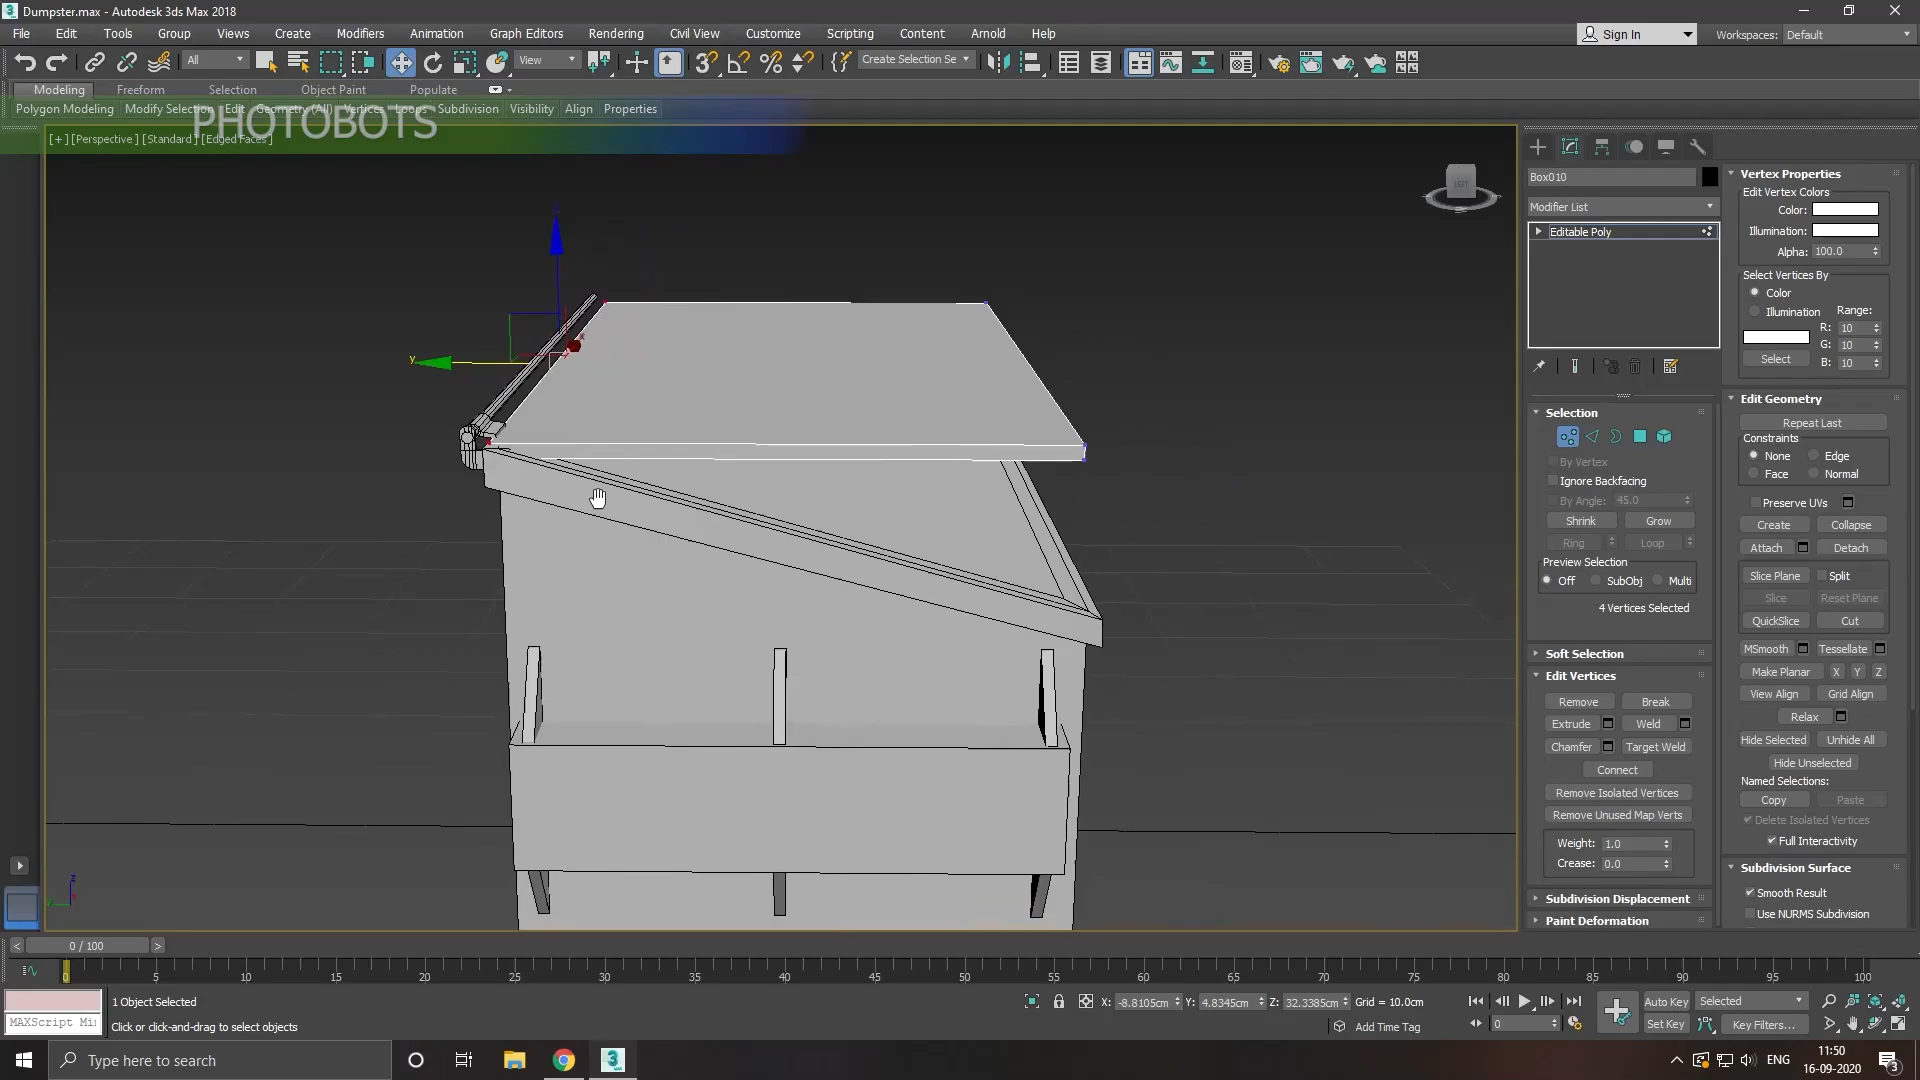 Dumpster.max - Autodesk 3ds Max 2018
File Edit Tools Group Views Create Modifiers Animation Graph Editors Rendering Civil View Customize Scripting Content Arnold Help
Sign In Workspaces: Default
All View Create Selection Se
Modeling Freeform Selection Object Paint Populate
Polygon Modeling Modify Selection Edit Geometry (All) Vertices Loops Subdivision Visibility Align Properties
PHOTOBOTS
[+] [Perspective] [Standard] [Edged Faces]
LEFT
y
x
z
Box010
Modifier List
Editable Poly
Selection
By Vertex
Ignore Backfacing
By Angle: 45.0
Shrink Grow
Ring Loop
Preview Selection
Off SubObj Multi
4 Vertices Selected
Soft Selection
Edit Vertices
Remove Break
Extrude Weld
Chamfer Target Weld
Connect
Remove Isolated Vertices
Remove Unused Map Verts
Weight: 1.0
Crease: 0.0
Subdivision Displacement
Paint Deformation
Vertex Properties
Edit Vertex Colors
Color:
Illumination:
Alpha: 100.0
Select Vertices By
Color
Illumination Range:
R: 10
G: 10
Select B: 10
Edit Geometry
Repeat Last
Constraints
None Edge
Face Normal
Preserve UVs
Create Collapse
Attach Detach
Slice Plane Split
Slice Reset Plane
QuickSlice Cut
MSmooth Tessellate
Make Planar X Y Z
View Align Grid Align
Relax
Hide Selected Unhide All
Hide Unselected
Named Selections:
Copy Paste
Delete Isolated Vertices
Full Interactivity
Subdivision Surface
Smooth Result
Use NURMS Subdivision
< 0 / 100 >
0 5 10 15 20 25 30 35 40 45 50 55 60 65 70 75 80 85 90 95 100
1 Object Selected X: -8.8105cm Y: 4.8345cm Z: 32.3385cm Grid = 10.0cm Auto Key Selected
MAXScript Mi Click or click-and-drag to select objects Add Time Tag 0 Set Key Key Filters...
Type here to search
ENG 11:50
16-09-2020
3